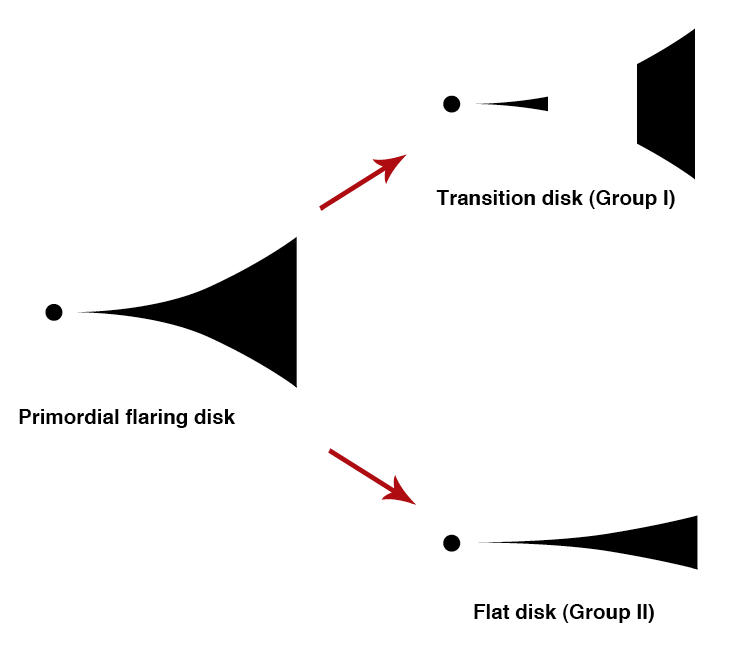 Transition disk (Group I)
Primordial flaring disk
Flat disk (Group II)